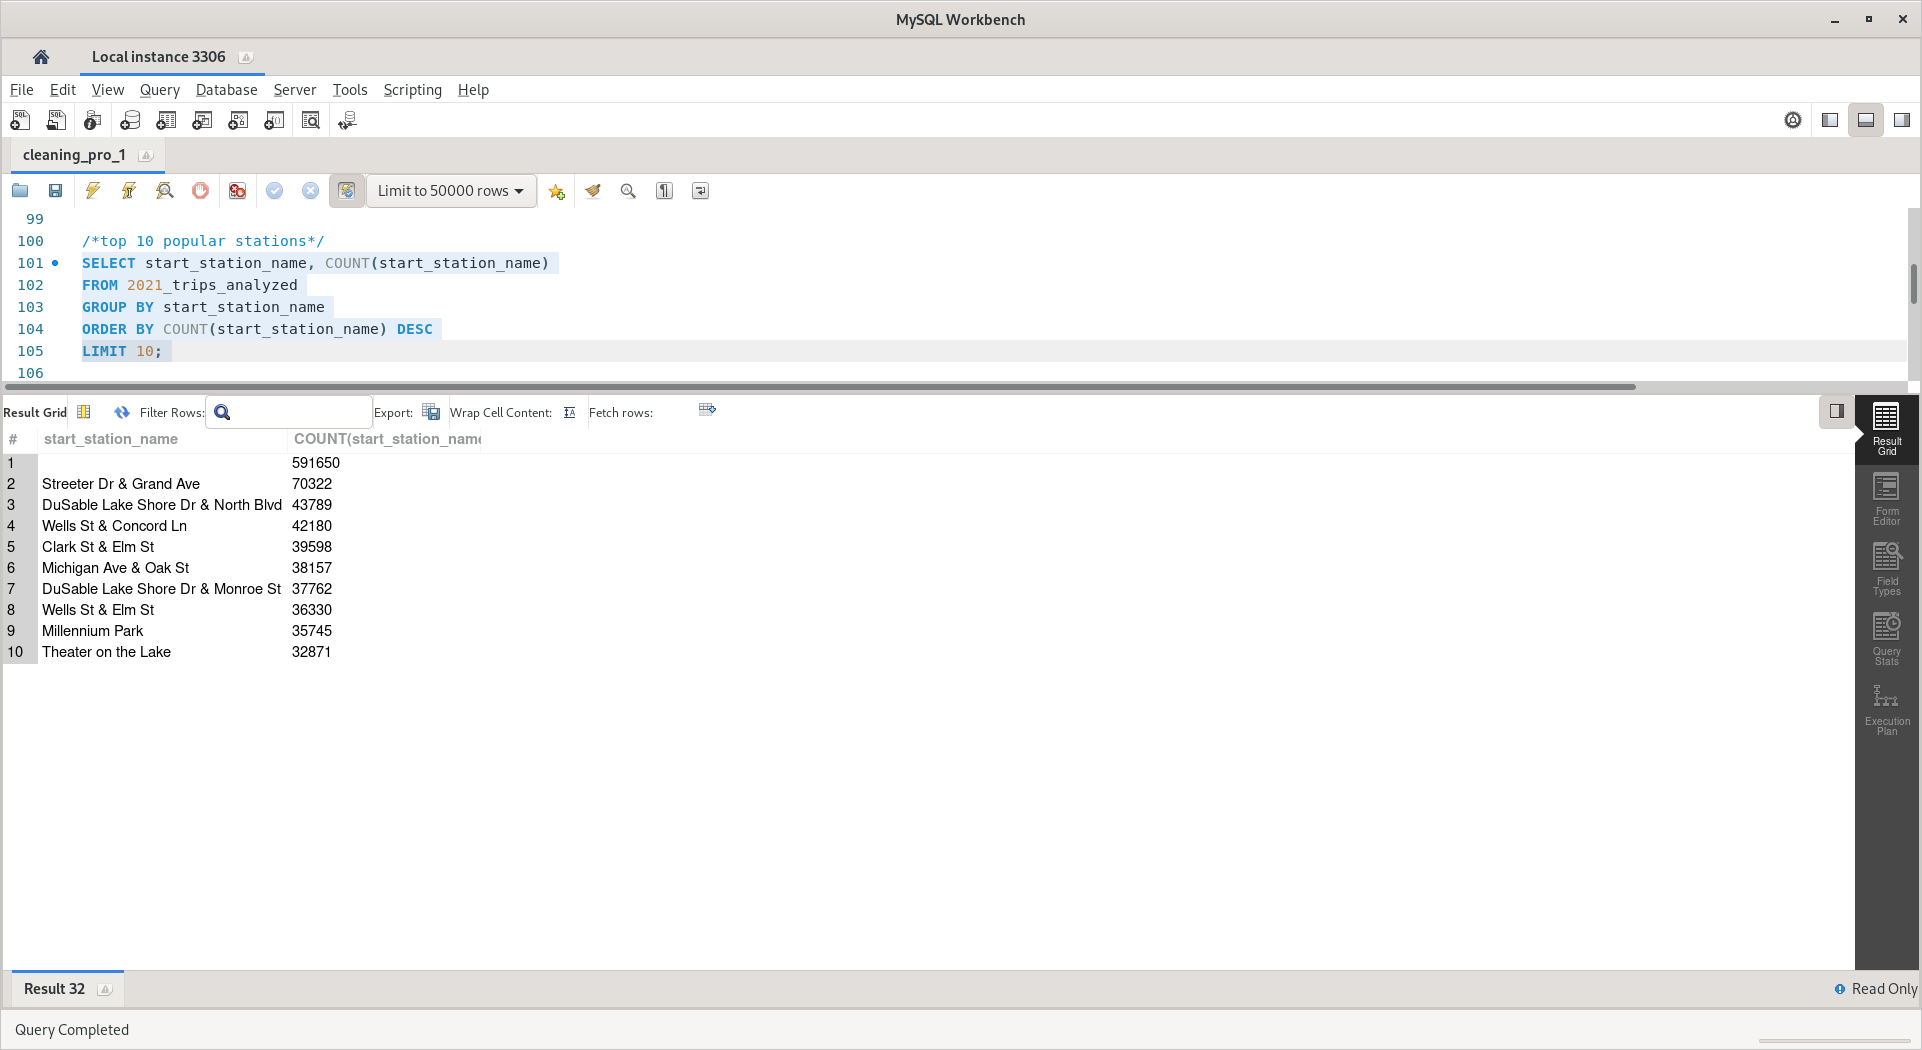 MySQL Workbench
Local instance 3306
File Edit View Query Database Server Tools Scripting Help
cleaning_pro_1
Limit to 50000 rows
99
100 /*top 10 popular stations*/
101 SELECT start_station_name, COUNT(start_station_name)
102 FROM 2021_trips_analyzed
103 GROUP BY start_station_name
104 ORDER BY COUNT(start_station_name) DESC
105 LIMIT 10;
106
Result Grid Filter Rows: Export: Wrap Cell Content: Fetch rows:
# start_station_name COUNT(start_station_name
1 591650
2 Streeter Dr & Grand Ave 70322
3 DuSable Lake Shore Dr & North Blvd 43789
4 Wells St & Concord Ln 42180
5 Clark St & Elm St 39598
6 Michigan Ave & Oak St 38157
7 DuSable Lake Shore Dr & Monroe St 37762
8 Wells St & Elm St 36330
9 Millennium Park 35745
10 Theater on the Lake 32871
Result
Grid
Form
Editor
Field
Types
Query
Stats
Execution
Plan
Result 32
Read Only
Query Completed